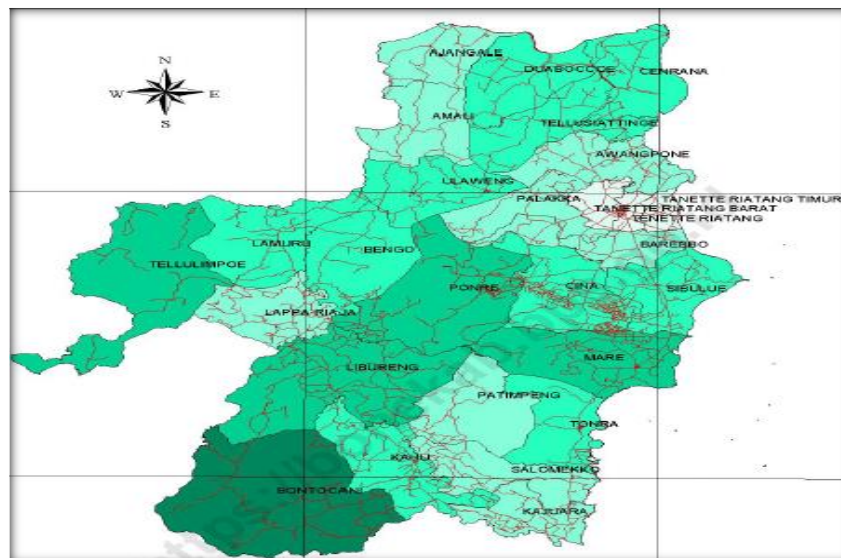 AJANGALE
DUABOCCOE
CENRANA
N
W E
S
AMALI
TELLUSIATTINGE
AWANGPONE
ULAWENG
PALAKKA
TANETTE RIATANG TIMUR
TANETTE RIATANG BARAT
TENETTE RIATANG
LAMURU
BENGO
BAREBBO
TELLULIMPOE
PONRE
CINA
SIBULUE
LAPPA RIAJA
MARE
LIBURENG
PATIMPENG
TONRA
KAHU
SALOMEKKO
BONTOCANI
KAJUARA